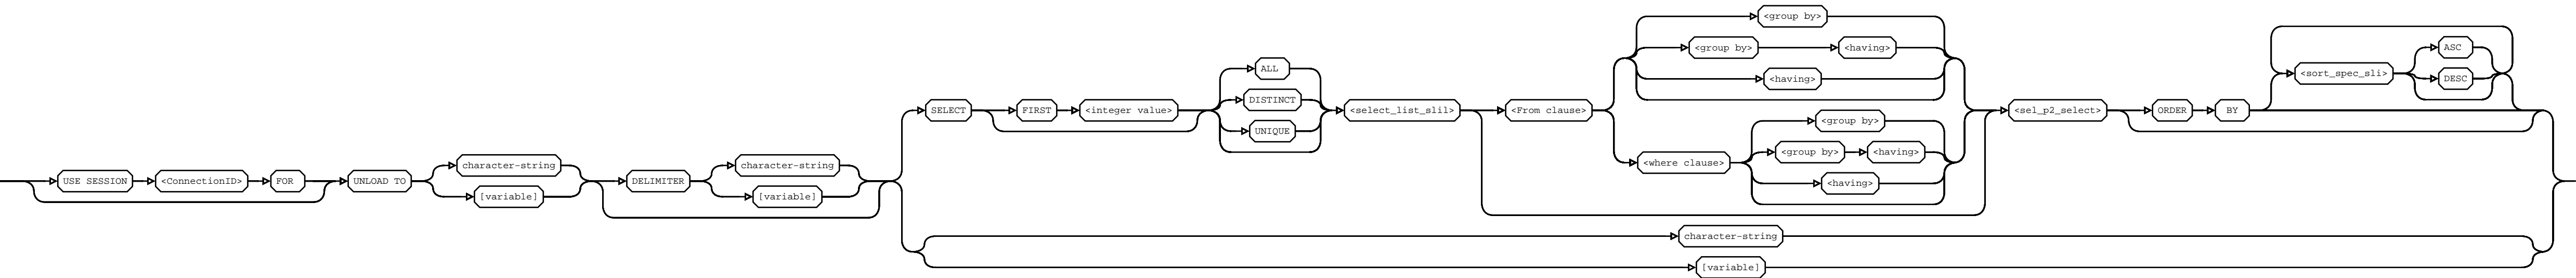 <group by>
<group by> <having>
<having>
ASC
<sort_spec_sli>
DESC
ALL
DISTINCT
UNIQUE
SELECT FIRST <integer value> <select_list_slil> <From clause> <sel_p2_select> ORDER BY
<group by>
<group by> <having>
<where clause>
<having>
character-string character-string
USE SESSION <ConnectionID> FOR UNLOAD TO DELIMITER
[variable] [variable]
character-string
[variable]